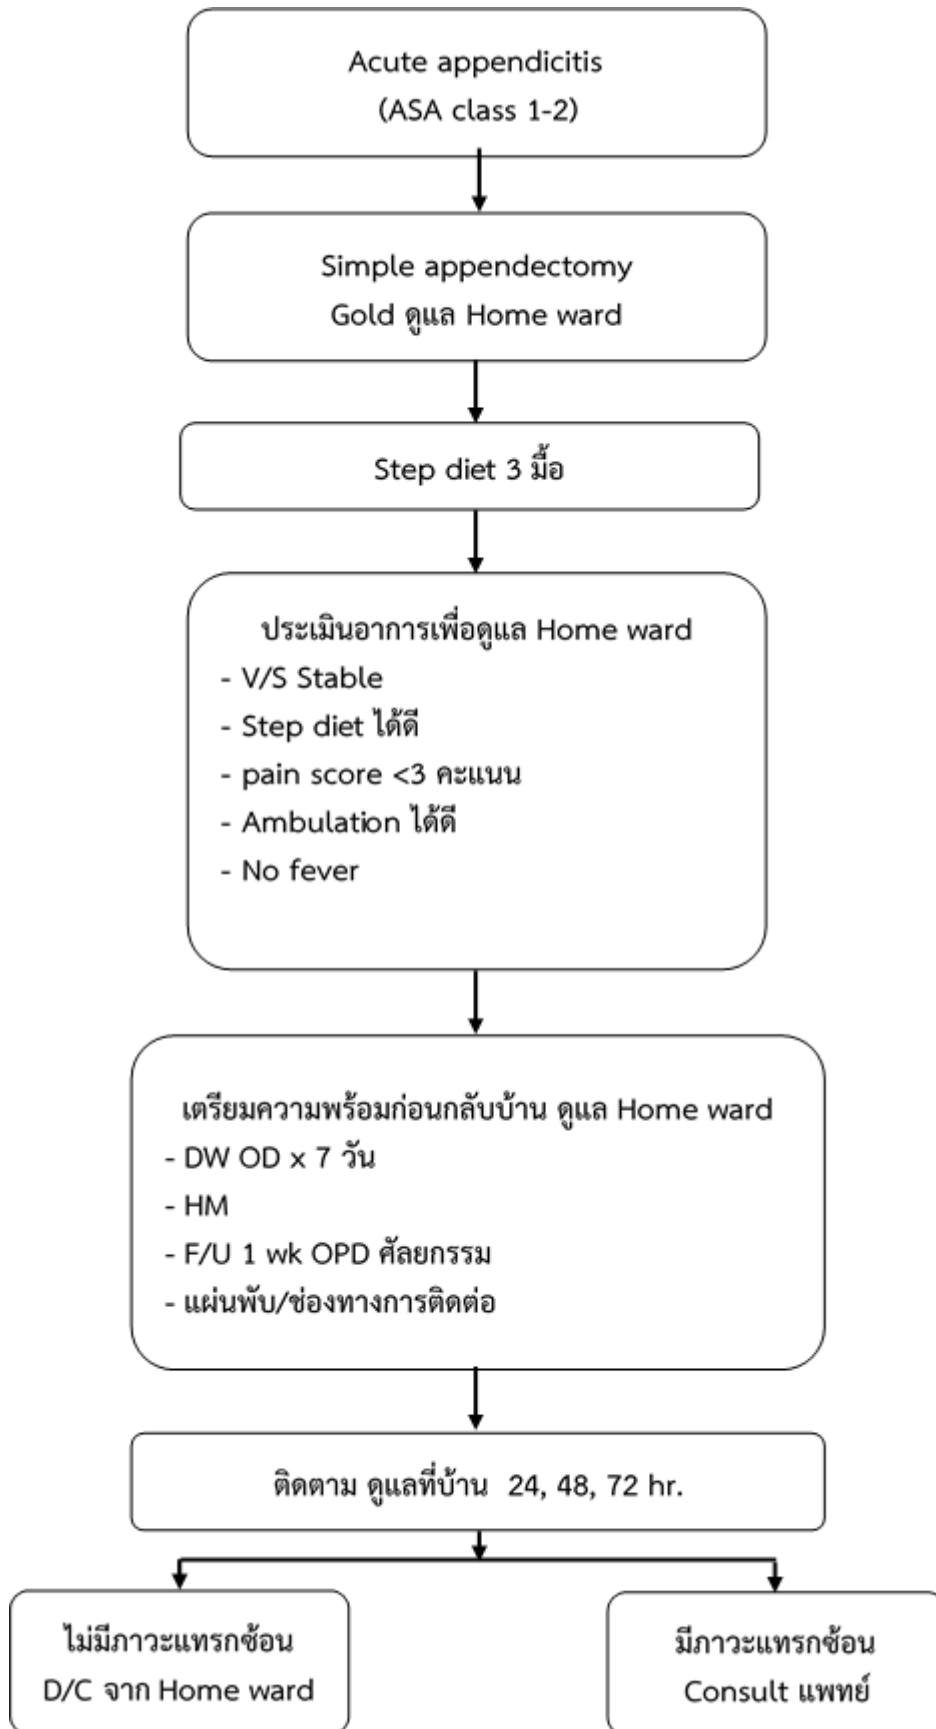 Acute appendicitis
(ASA class 1-2)
Simple appendectomy
Gold ดูแล Home ward
Step diet 3 มื้อ
ประเมินอาการเพื่อดูแล Home ward
- V/S Stable
- Step diet ได้ดี
- pain score <3 คะแนน
- Ambulation ได้ดี
- No fever
เตรียมความพร้อมก่อนกลับบ้าน ดูแล Home ward
- DW OD x 7 วัน
- HM
- F/U 1 wk OPD ศัลยกรรม
- แผ่นพับ/ช่องทางการติดต่อ
ติดตาม ดูแลที่บ้าน 24, 48, 72 hr.
ไม่มีภาวะแทรกซ้อน
D/C จาก Home ward
มีภาวะแทรกซ้อน
Consult แพทย์